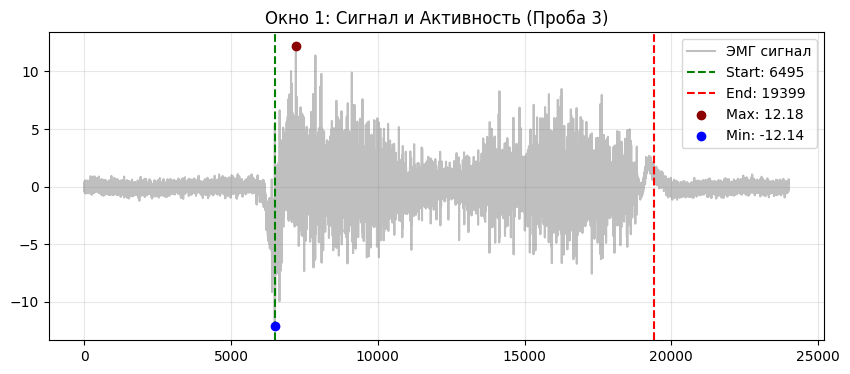 Окно 1: Сигнал и Активность (Проба 3)
ЭМГ сигнал
Start: 6495
End: 19399
Max: 12.18
Min: -12.14
10
5
0
−5
−10
0 5000 10000 15000 20000 25000